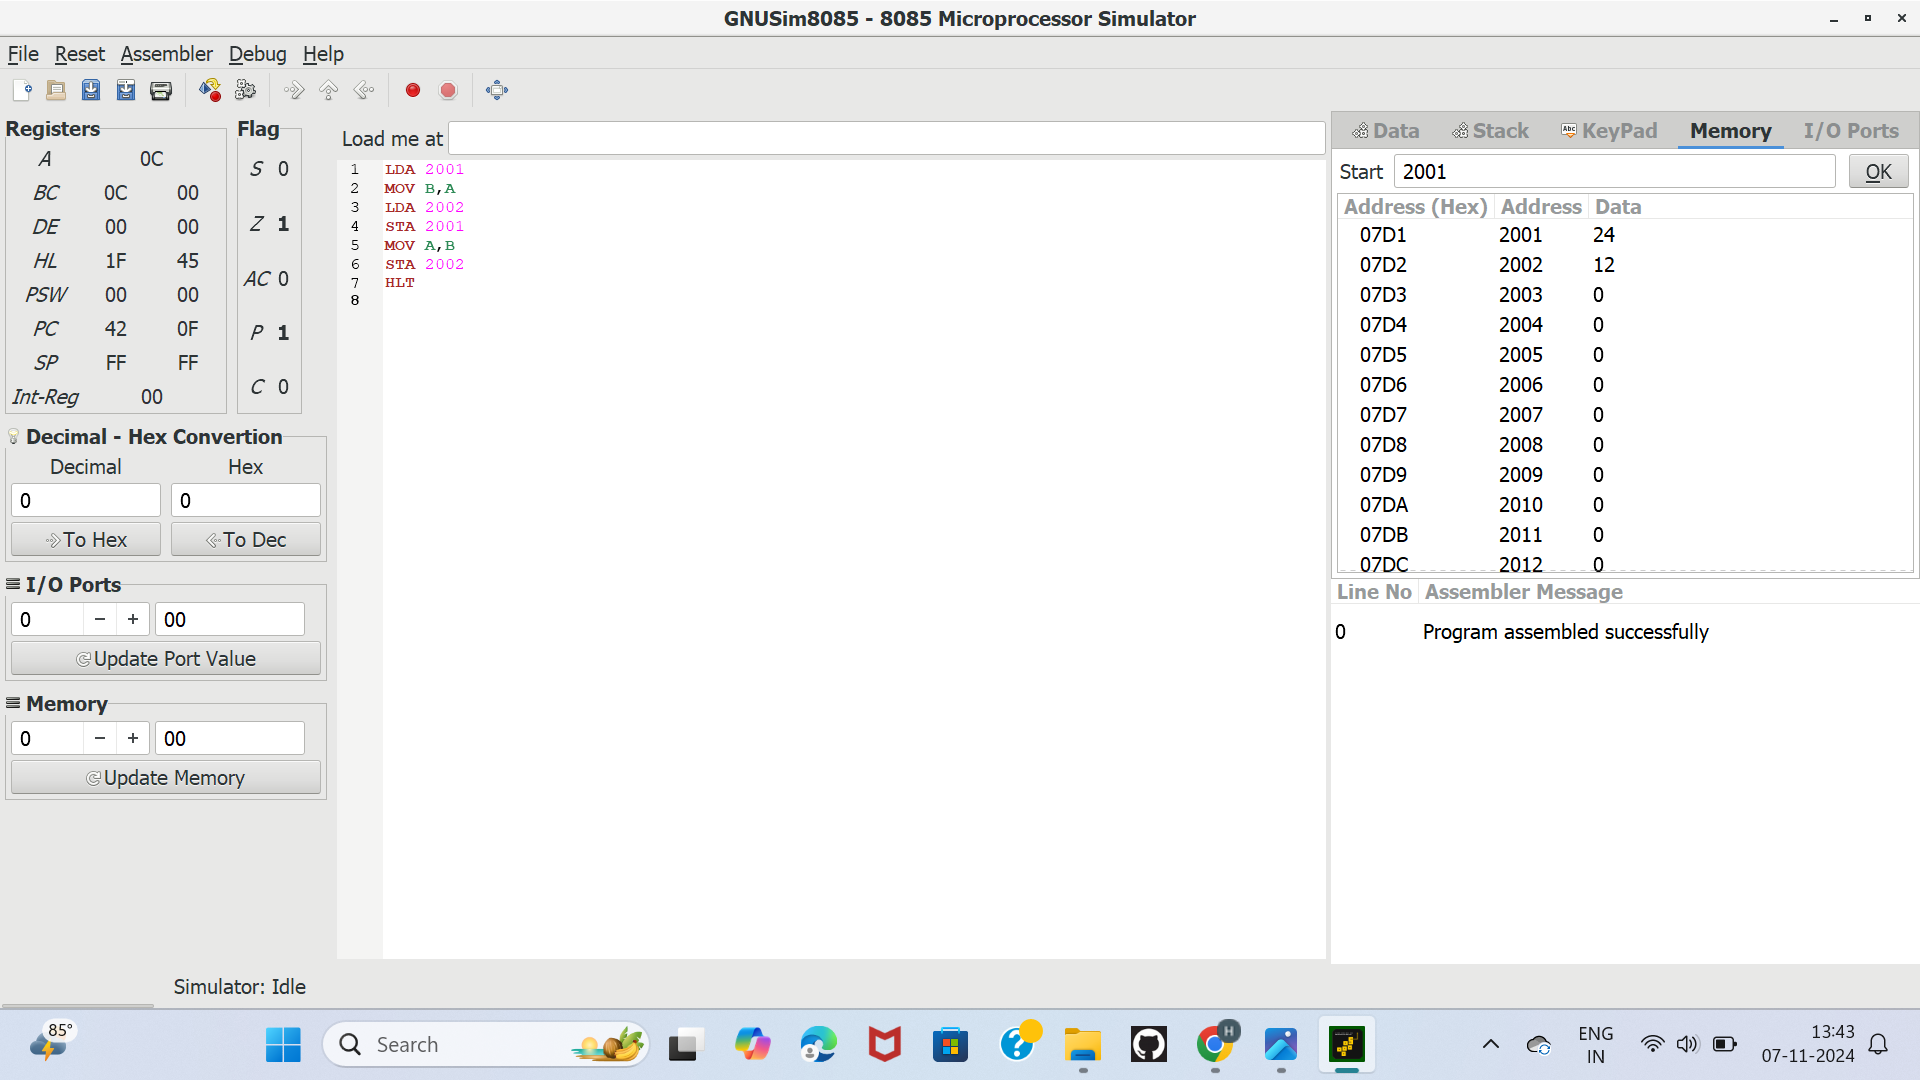 GNUSim8085 - 8085 Microprocessor Simulator
File Reset Assembler Debug Help
Registers
A 0C
BC 0C 00
DE 00 00
HL 1F 45
PSW 00 00
PC 42 0F
SP FF FF
Int-Reg 00
Flag
S 0
Z 1
AC 0
P 1
C 0
Decimal - Hex Convertion
Decimal Hex
0 0
To Hex To Dec
I/O Ports
0 − + 00
Update Port Value
Memory
0 − + 00
Update Memory
Simulator: Idle
Load me at
1 LDA 2001
2 MOV B,A
3 LDA 2002
4 STA 2001
5 MOV A,B
6 STA 2002
7 HLT
8
Data Stack Abc KeyPad Memory I/O Ports
Start 2001 OK
Address (Hex) Address Data
07D1 2001 24
07D2 2002 12
07D3 2003 0
07D4 2004 0
07D5 2005 0
07D6 2006 0
07D7 2007 0
07D8 2008 0
07D9 2009 0
07DA 2010 0
07DB 2011 0
07DC 2012 0
Line No Assembler Message
0 Program assembled successfully
85°
Search
H
ENG
IN
13:43
07-11-2024